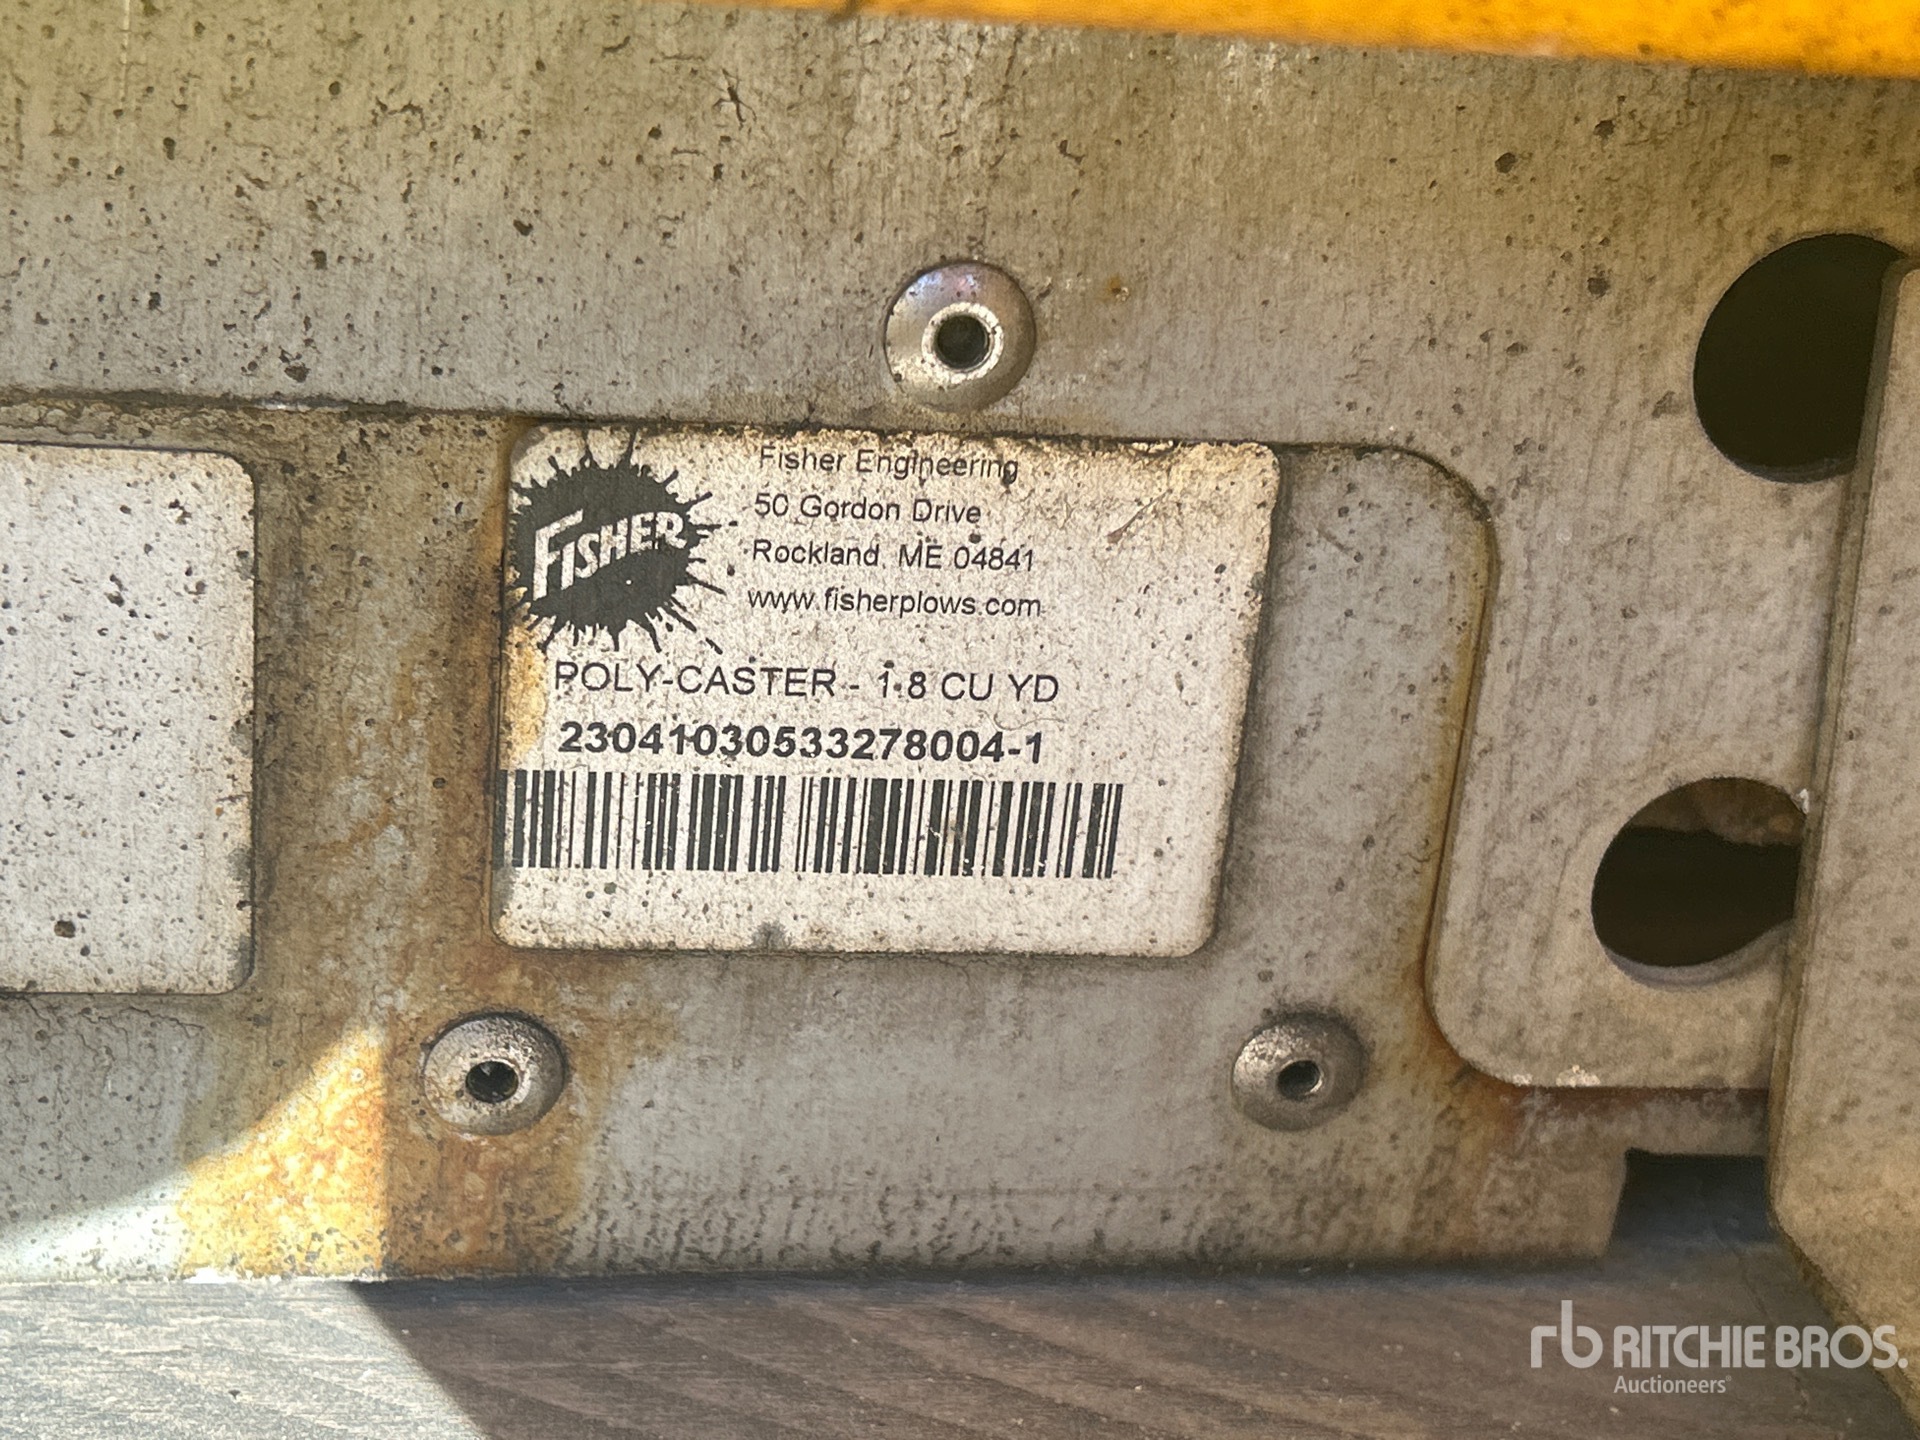 FISHER
Fisher Engineering
50 Gordon Drive
Rockland, ME 04841
www.fisherplows.com
POLY-CASTER - 1.8 CU YD
23041030533278004-1
rb RITCHIE BROS.
Auctioneers